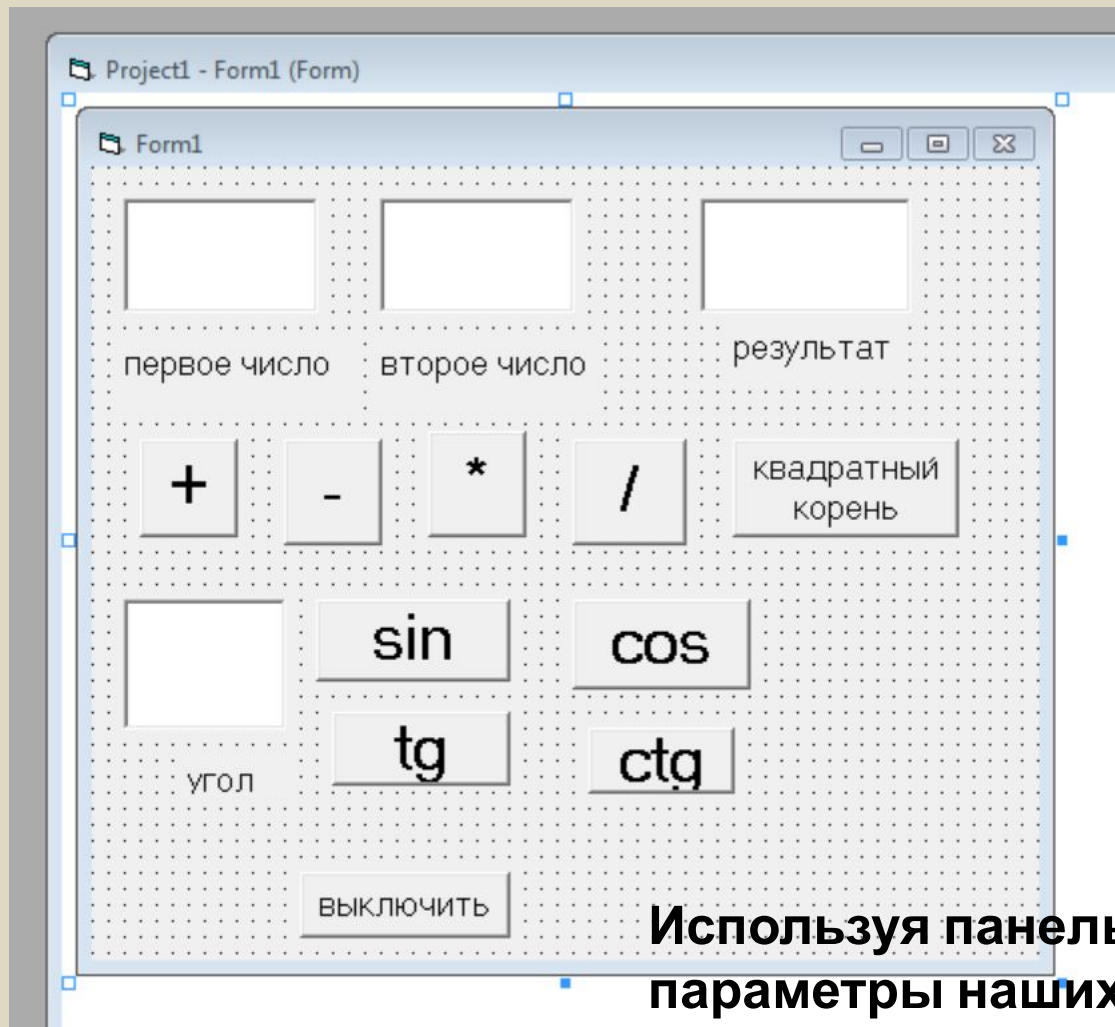 Project1 - Form1 (Form)
Form1
первое число
второе число
результат
+
-
*
/
квадратный
корень
sin
cos
tg
ctg
угол
выключить
Используя панель
параметры наших